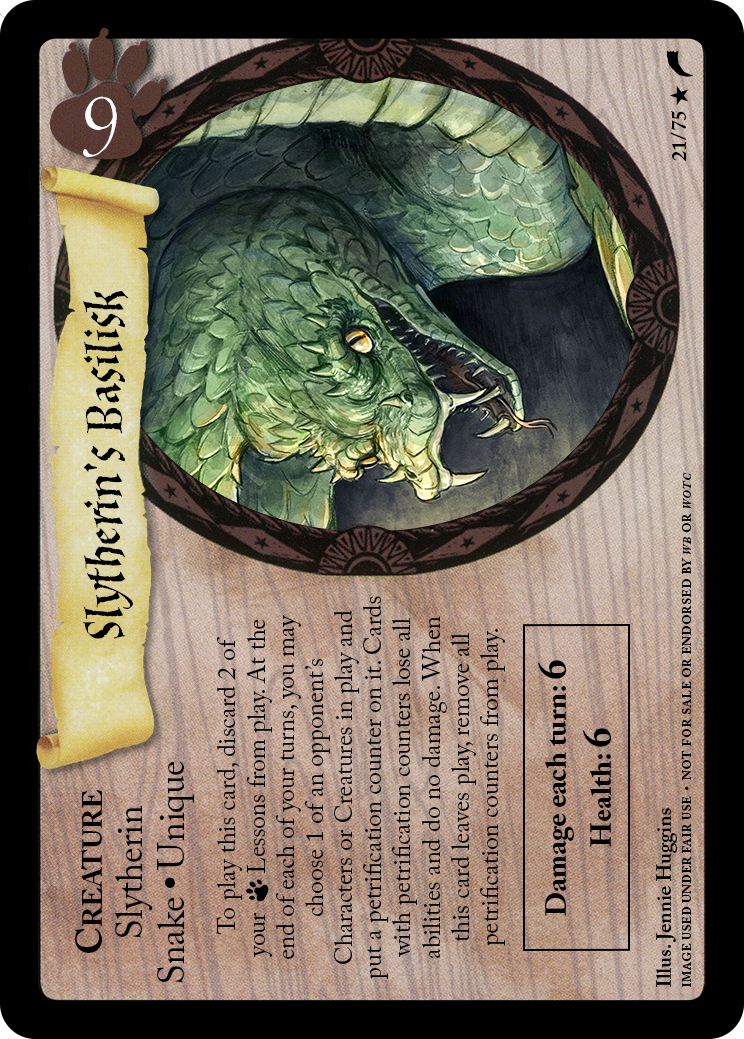 9
Slytherin's Basilisk
CREATURE
Slytherin
Snake • Unique
To play this card, discard 2 of
your Lessons from play. At the
end of each of your turns, you may
choose 1 of an opponent's
Characters or Creatures in play and
put a petrification counter on it. Cards
with petrification counters lose all
abilities and do no damage. When
this card leaves play, remove all
petrification counters from play.
Damage each turn: 6
Health: 6
Illus. Jennie Huggins
IMAGE USED UNDER FAIR USE • NOT FOR SALE OR ENDORSED BY WB OR WOTC
21/75 ★